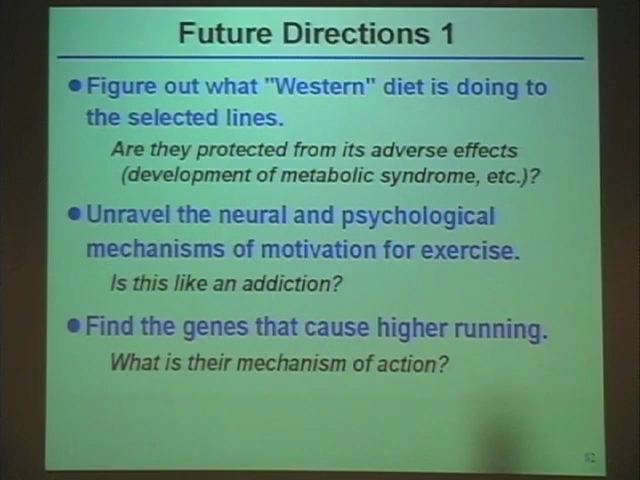 Future Directions 1
Figure out what "Western" diet is doing to
the selected lines.
Are they protected from its adverse effects
(development of metabolic syndrome, etc.)?
Unravel the neural and psychological
mechanisms of motivation for exercise.
Is this like an addiction?
Find the genes that cause higher running.
What is their mechanism of action?
52